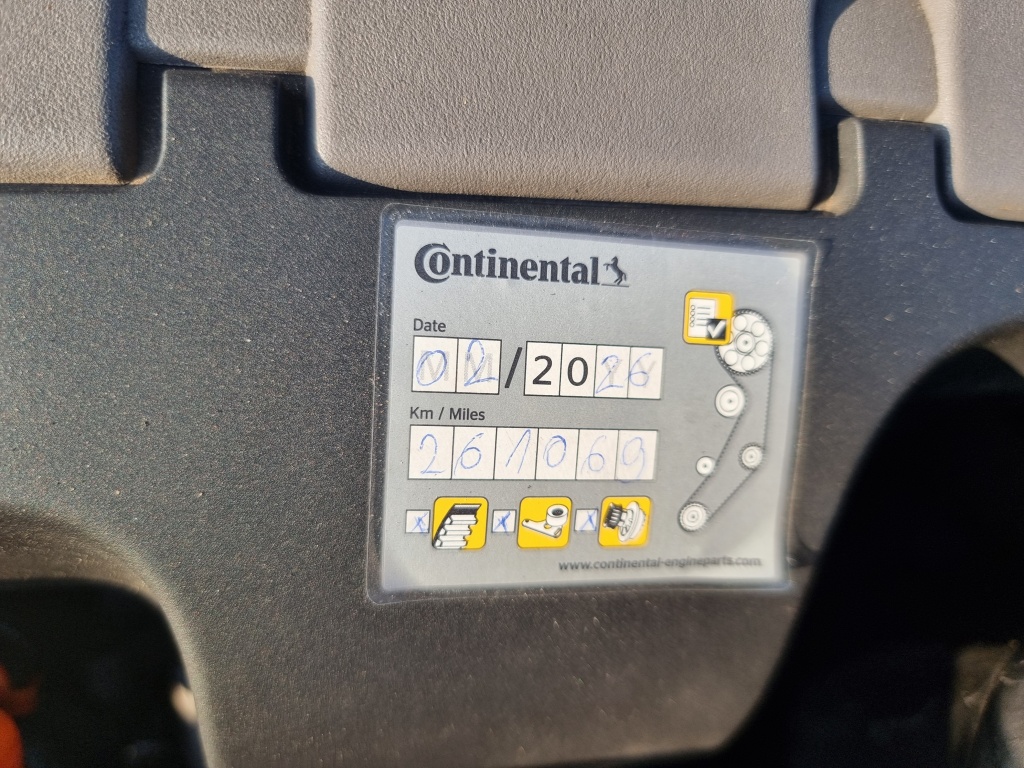 Continental
Date
02/2026
Km / Miles
261069
x x x
www.continental-engineparts.com